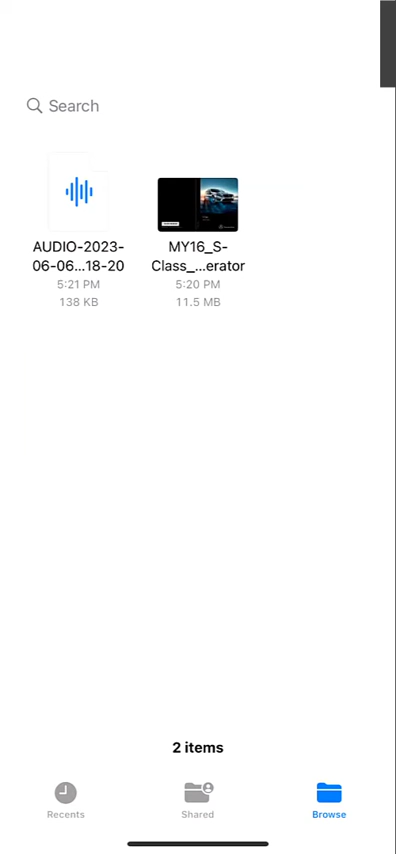 Search
AUDIO-2023-
06-06...18-20
5:21 PM
138 KB
MY16_S-
Class_...erator
5:20 PM
11.5 MB
2 items
Recents
Shared
Browse